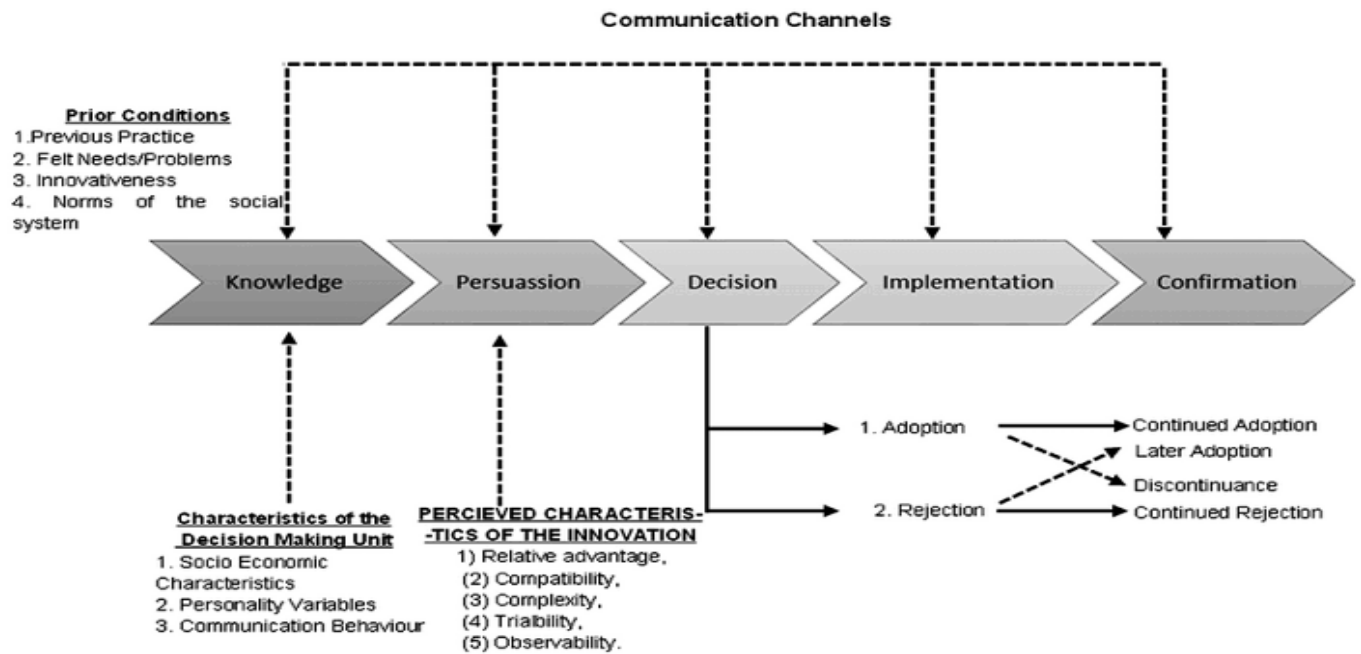 Communication Channels
Prior Conditions
1.Previous Practice
2. Felt Needs/Problems
3. Innovativeness
4. Norms of the social
system
Knowledge
Persuassion
Decision
Implementation
Confirmation
1. Adoption
2. Rejection
Continued Adoption
Later Adoption
Discontinuance
Continued Rejection
Characteristics of the
Decision Making Unit
1. Socio Economic
Characteristics
2. Personality Variables
3. Communication Behaviour
PERCIEVED CHARACTERIS-
-TICS OF THE INNOVATION
1) Relative advantage,
(2) Compatibility,
(3) Complexity,
(4) Trialbility,
(5) Observability.